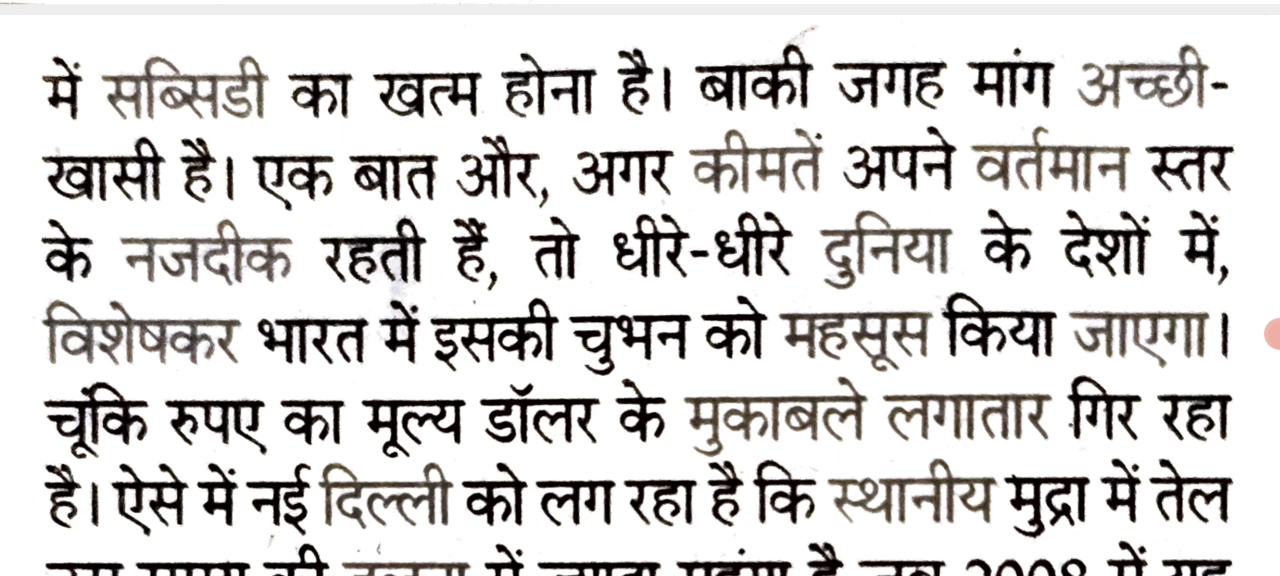 में सब्सिडी का खत्म होना है। बाकी जगह मांग अच्छी-
खासी है। एक बात और, अगर कीमतें अपने वर्तमान स्तर
के नजदीक रहती हैं, तो धीरे-धीरे दुनिया के देशों में,
विशेषकर भारत में इसकी चुभन को महसूस किया जाएगा।
चूंकि रुपए का मूल्य डॉलर के मुकाबले लगातार गिर रहा
है। ऐसे में नई दिल्ली को लग रहा है कि स्थानीय मुद्रा में तेल